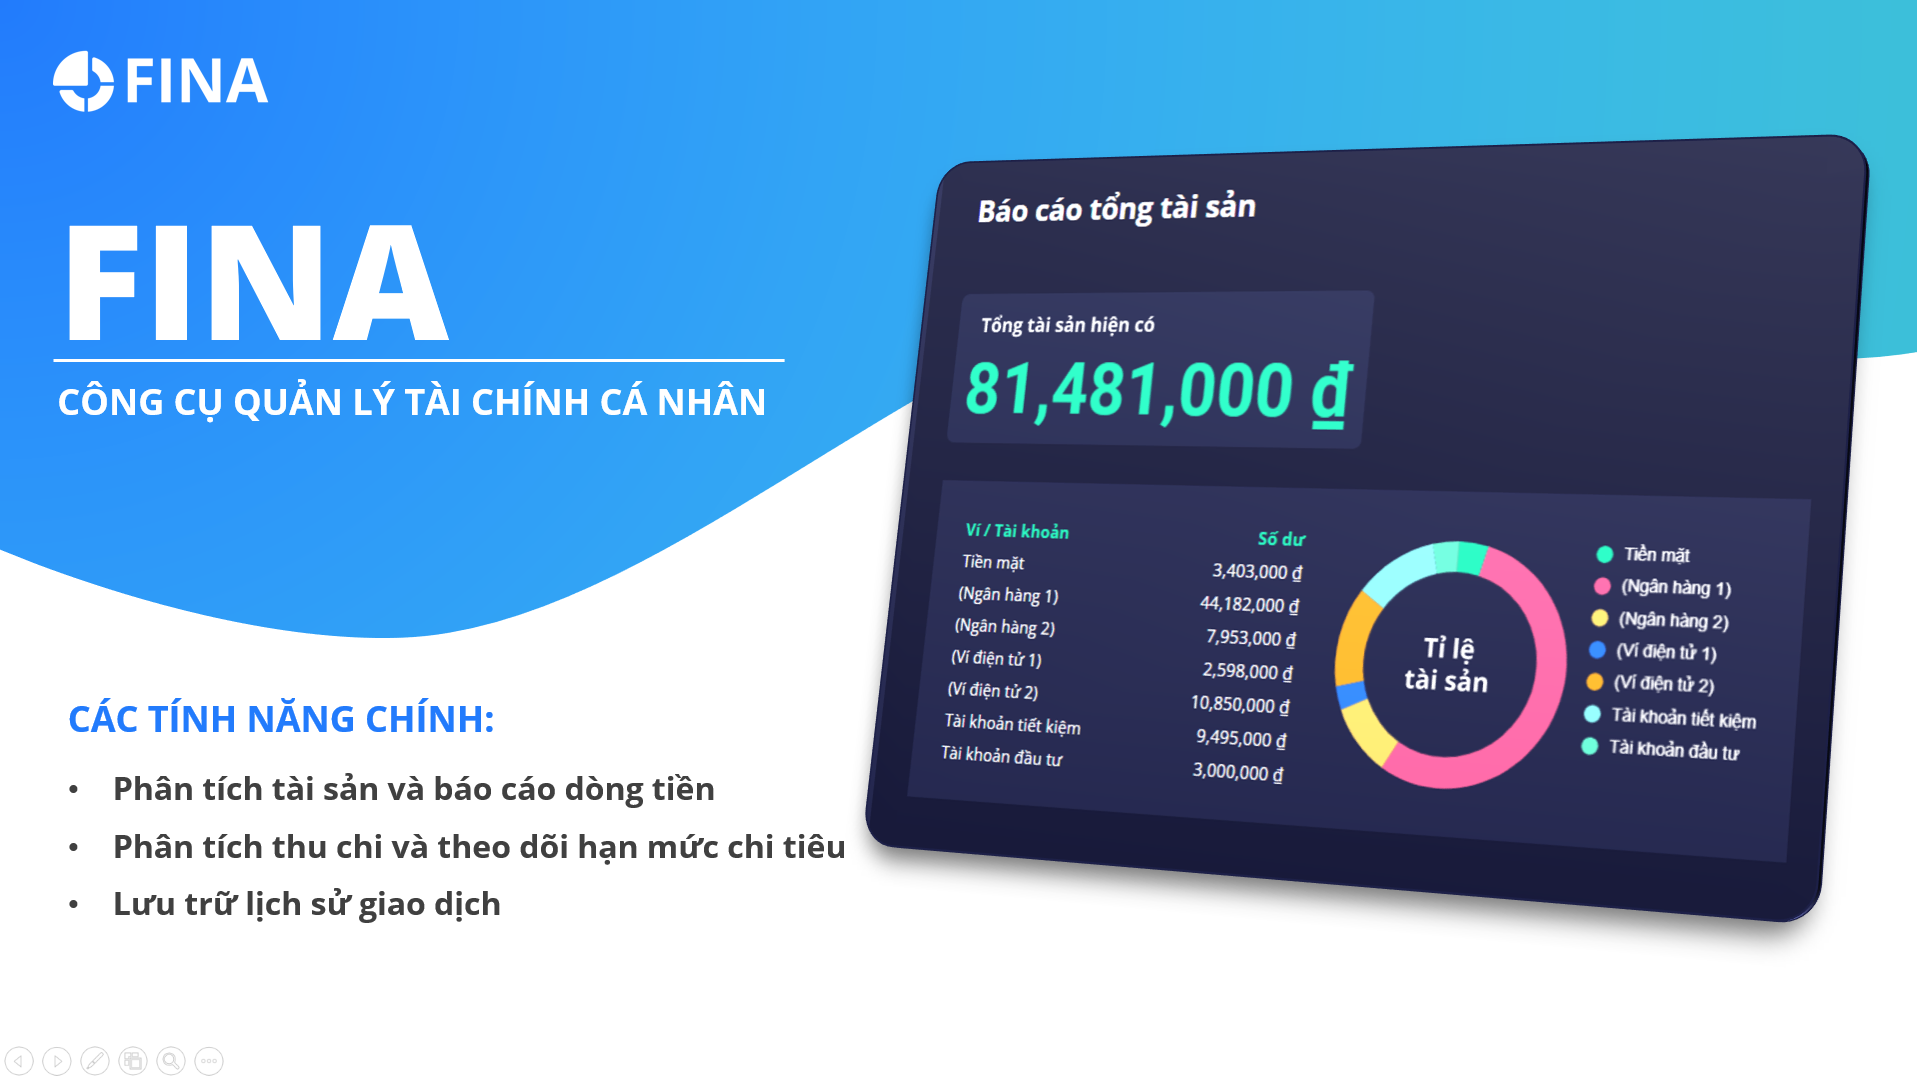 FINA
FINA
CÔNG CỤ QUẢN LÝ TÀI CHÍNH CÁ NHÂN
CÁC TÍNH NĂNG CHÍNH:
• Phân tích tài sản và báo cáo dòng tiền
• Phân tích thu chi và theo dõi hạn mức chi tiêu
• Lưu trữ lịch sử giao dịch
Báo cáo tổng tài sản
Tổng tài sản hiện có
81,481,000 ₫
Ví / Tài khoản Số dư
Tiền mặt 3,403,000 ₫
(Ngân hàng 1) 44,182,000 ₫
(Ngân hàng 2) 7,953,000 ₫
(Ví điện tử 1) 2,598,000 ₫
(Ví điện tử 2) 10,850,000 ₫
Tài khoản tiết kiệm 9,495,000 ₫
Tài khoản đầu tư 3,000,000 ₫
Tỉ lệ
tài sản
Tiền mặt
(Ngân hàng 1)
(Ngân hàng 2)
(Ví điện tử 1)
(Ví điện tử 2)
Tài khoản tiết kiệm
Tài khoản đầu tư